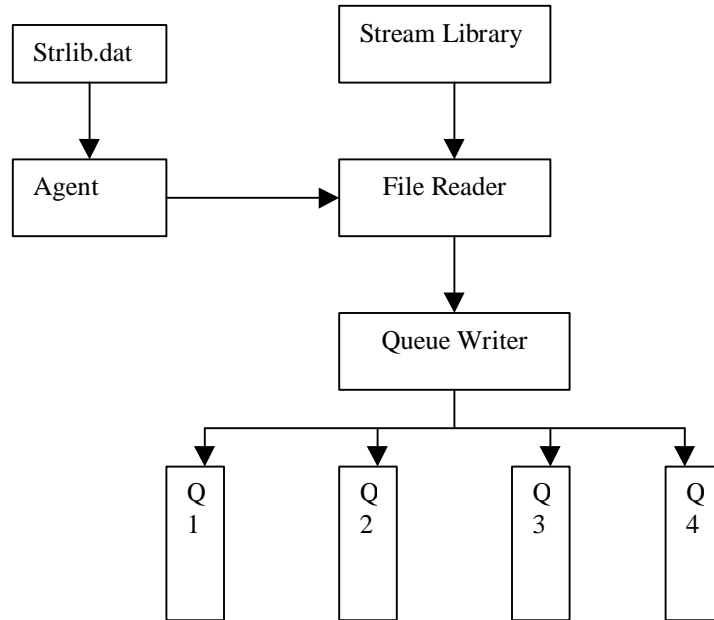 Stream Library
Strlib.dat
Agent
File Reader
Queue Writer
Q
1
Q
2
Q
3
Q
4